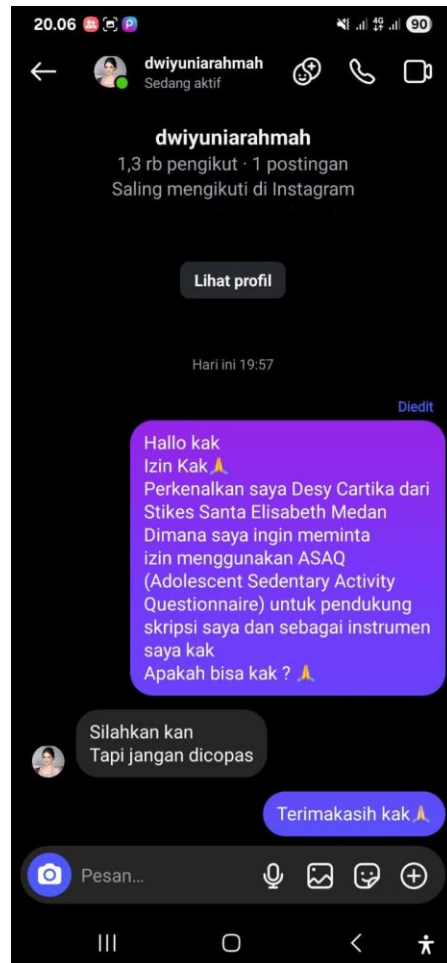 20.06
4G
90
dwiyuniarahmah
Sedang aktif
dwiyuniarahmah
1,3 rb pengikut · 1 postingan
Saling mengikuti di Instagram
Lihat profil
Hari ini 19:57
Diedit
Hallo kak
Izin Kak🙏
Perkenalkan saya Desy Cartika dari
Stikes Santa Elisabeth Medan
Dimana saya ingin meminta
izin menggunakan ASAQ
(Adolescent Sedentary Activity
Questionnaire) untuk pendukung
skripsi saya dan sebagai instrumen
saya kak
Apakah bisa kak ? 🙏
Silahkan kan
Tapi jangan dicopas
Terimakasih kak🙏
Pesan...